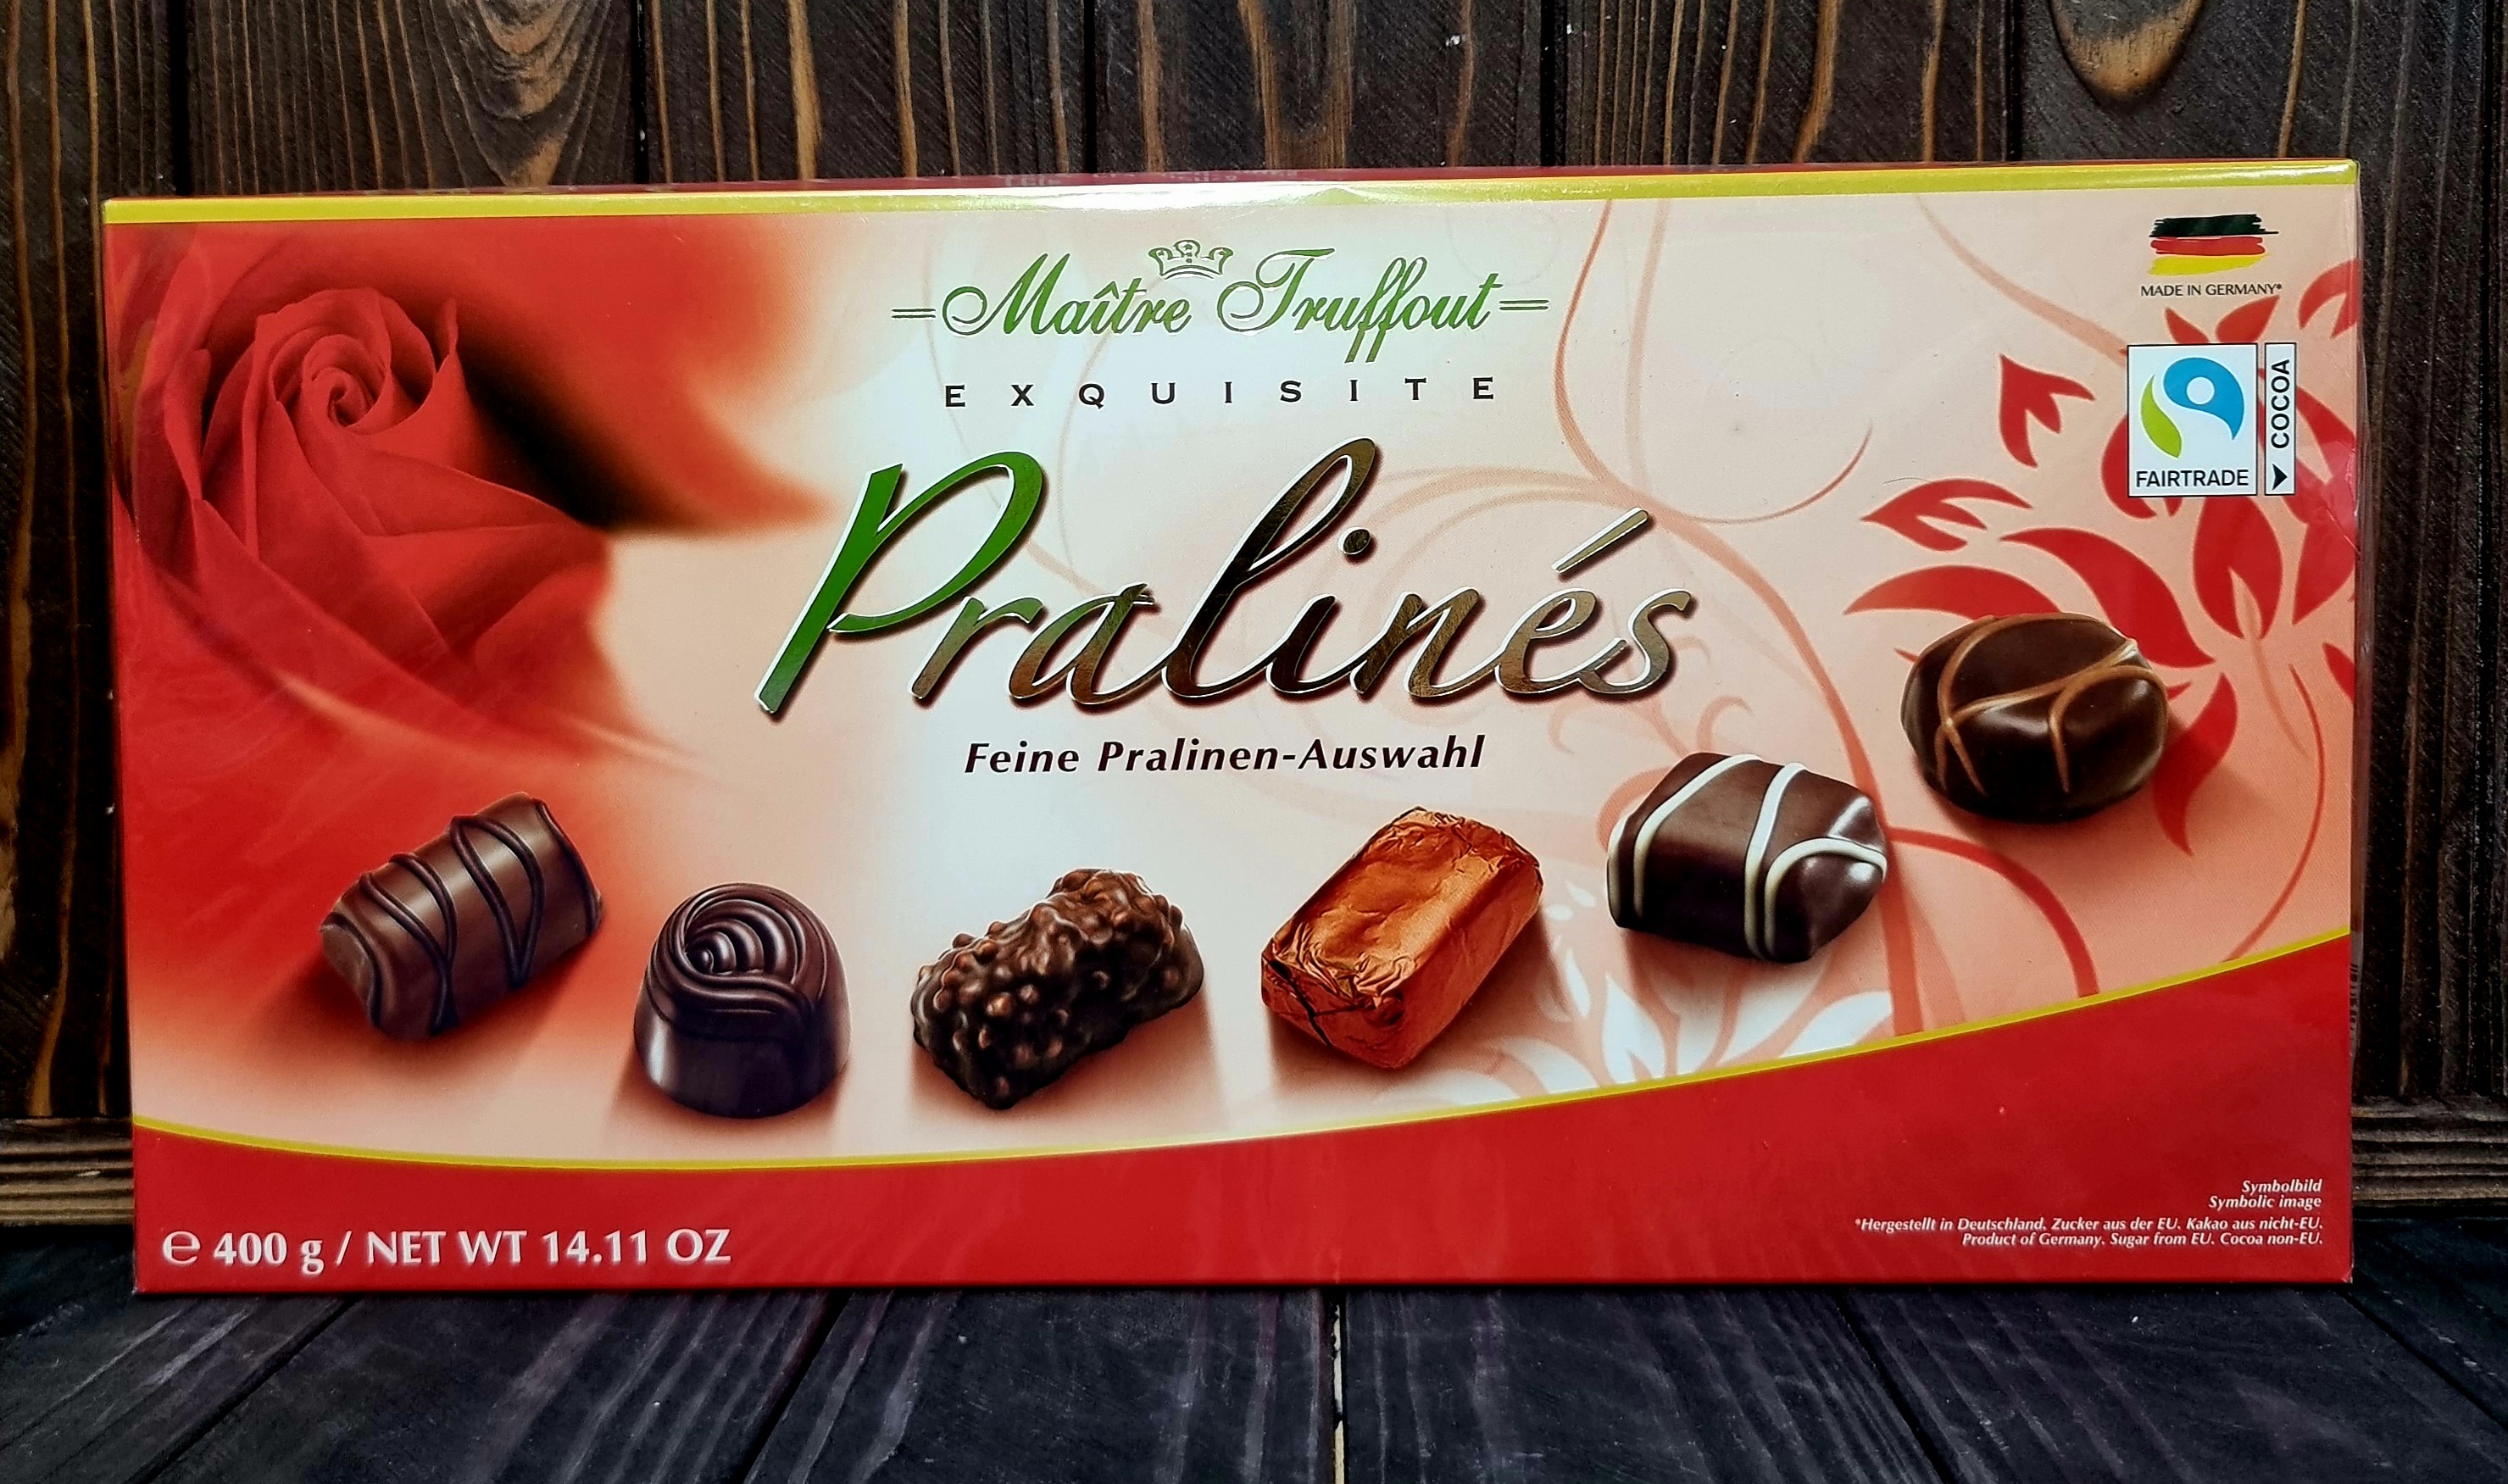 Maître Truffout
EXQUISITE
Pralinés
Feine Pralinen-Auswahl
MADE IN GERMANY*
FAIRTRADE
COCOA
e 400 g / NET WT 14.11 OZ
Symbolbild
Symbolic image
*Hergestellt in Deutschland. Zucker aus der EU. Kakao aus nicht-EU.
Product of Germany. Sugar from EU. Cocoa non-EU.